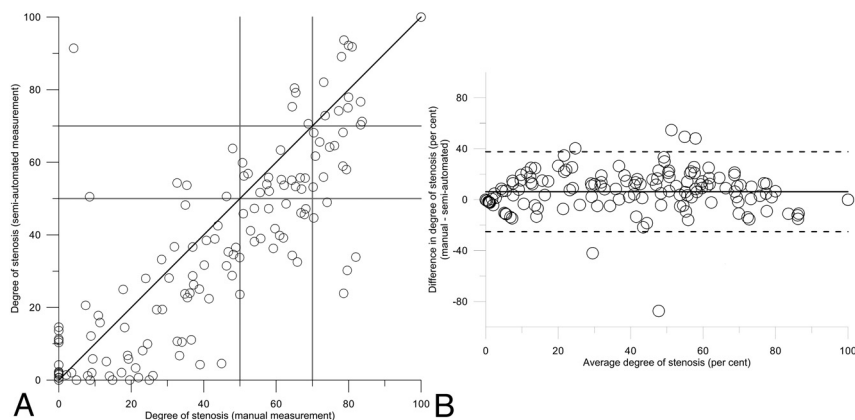 100
80
60
40
20
0
Degree of stenosis (semi-automated measurement)
0 20 40 60 80 100
Degree of stenosis (manual measurement)
A
80
40
0
-40
-80
Difference in degree of stenosis (per cent)
(manual - semi-automated)
0 20 40 60 80 100
Average degree of stenosis (per cent)
B